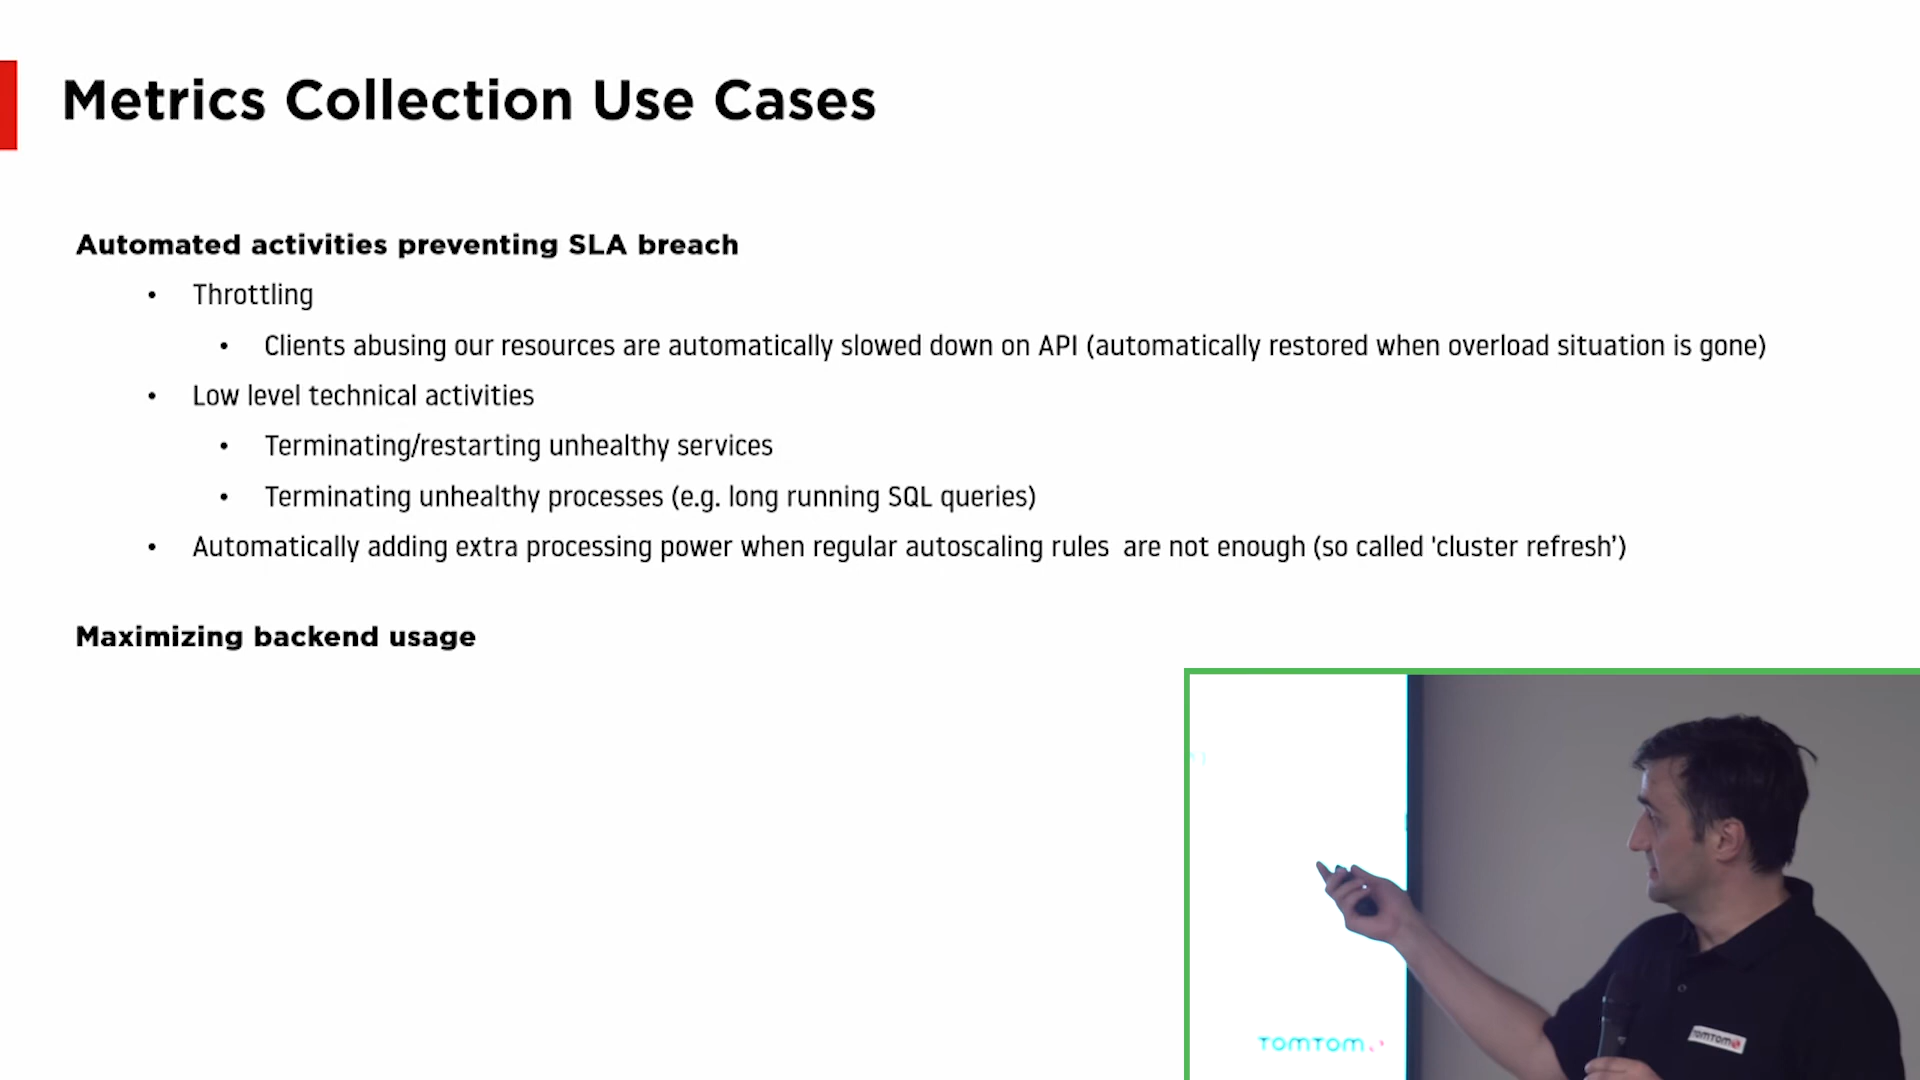 Metrics Collection Use Cases
Automated activities preventing SLA breach
• Throttling
• Clients abusing our resources are automatically slowed down on API (automatically restored when overload situation is gone)
• Low level technical activities
• Terminating/restarting unhealthy services
• Terminating unhealthy processes (e.g. long running SQL queries)
• Automatically adding extra processing power when regular autoscaling rules  are not enough (so called 'cluster refresh’)
Maximizing backend usage
TOMTOM
TOMTOM